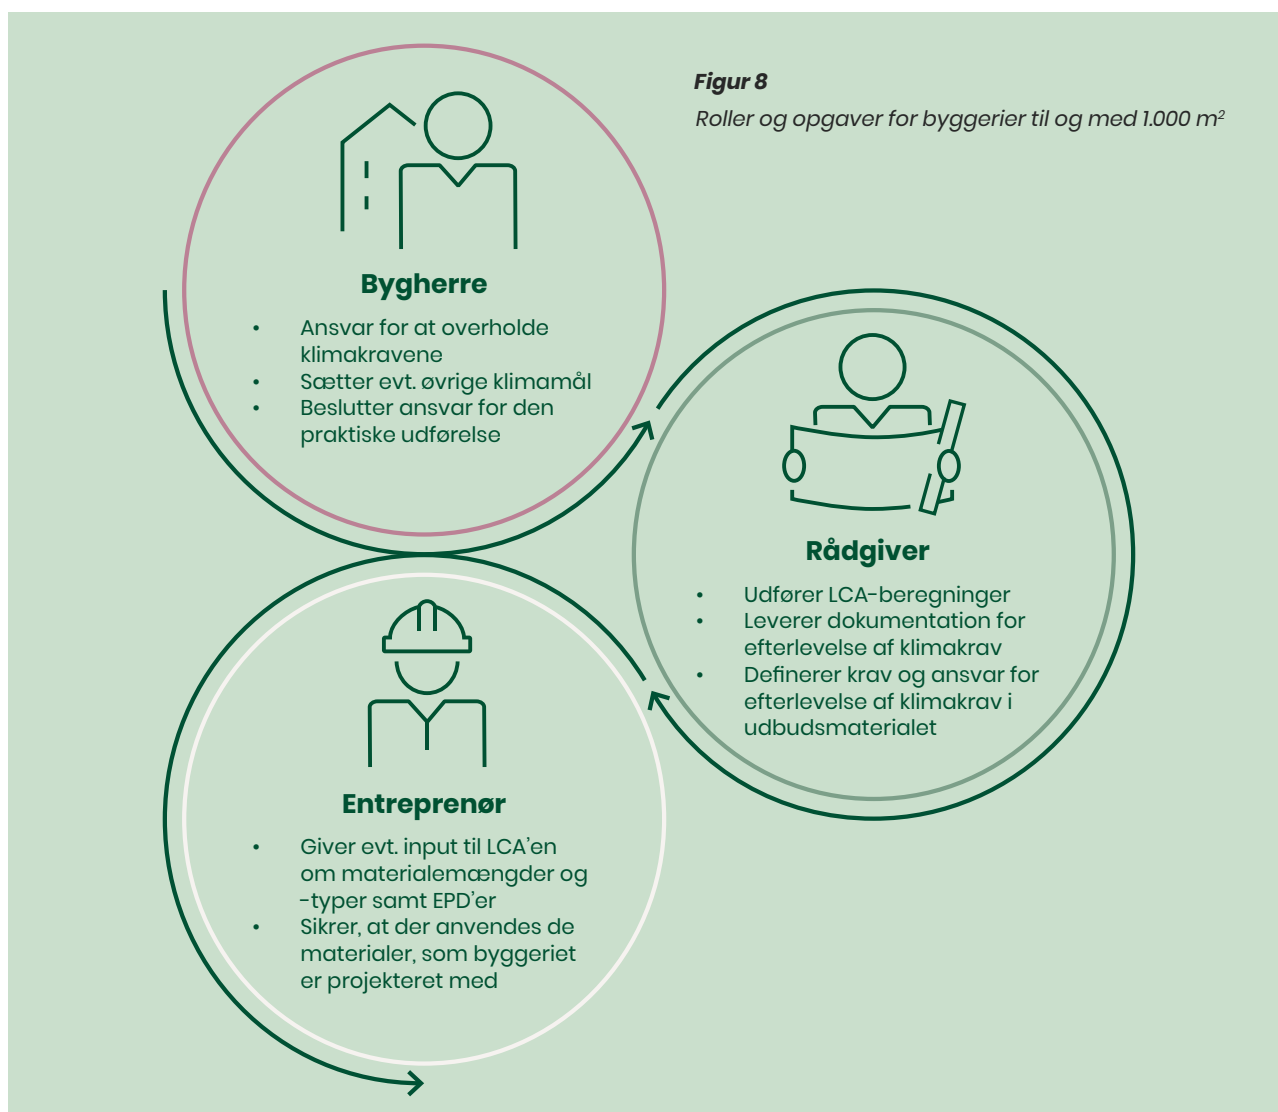 Figur 8
Roller og opgaver for byggerier til og med 1.000 m²
Bygherre
• Ansvar for at overholde
klimakravene
• Sætter evt. øvrige klimamål
• Beslutter ansvar for den
praktiske udførelse
Rådgiver
• Udfører LCA-beregninger
• Leverer dokumentation for
efterlevelse af klimakrav
• Definerer krav og ansvar for
efterlevelse af klimakrav i
udbudsmaterialet
Entreprenør
• Giver evt. input til LCA’en
om materialemængder og
-typer samt EPD’er
• Sikrer, at der anvendes de
materialer, som byggeriet
er projekteret med